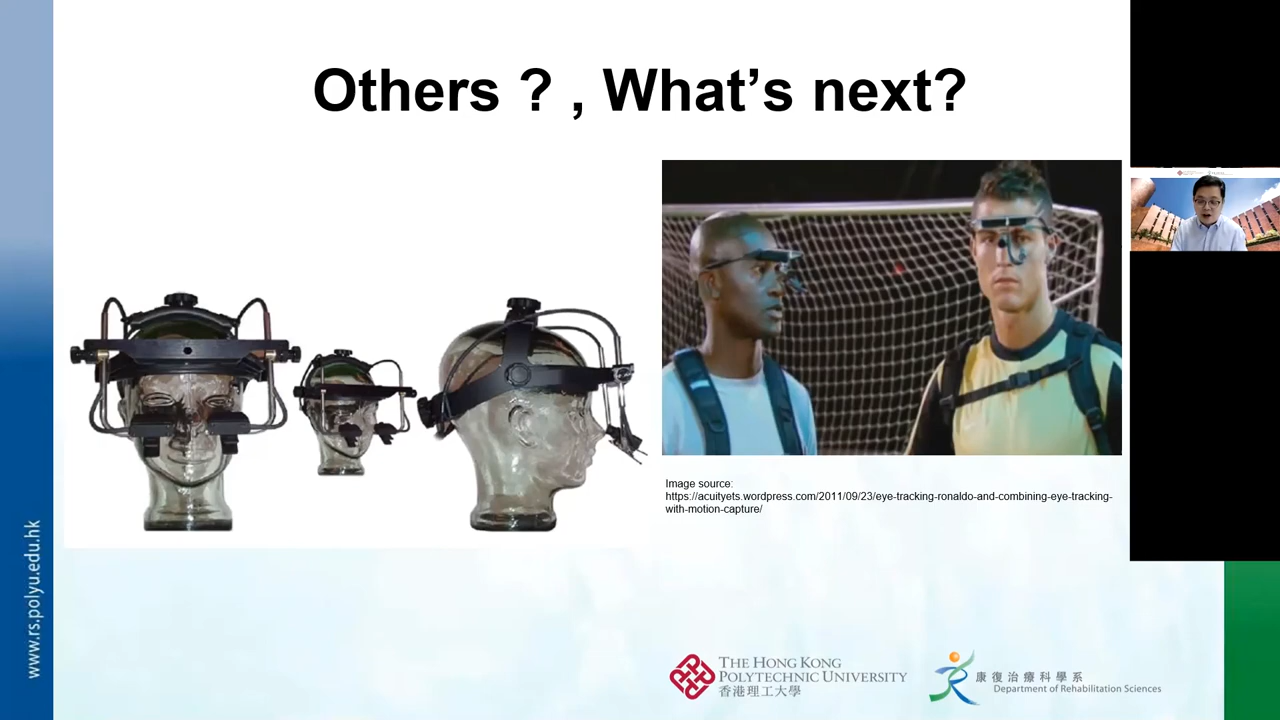 Others ? , What’s next?
Image source:
https://acuityets.wordpress.com/2011/09/23/eye-tracking-ronaldo-and-combining-eye-tracking-
with-motion-capture/
www.rs.polyu.edu.hk
THE HONG KONG
POLYTECHNIC UNIVERSITY
香港理工大學
康復治療科學系
Department of Rehabilitation Sciences